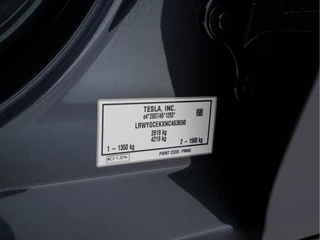 TESLA, INC.
e4*2007/46*1293*
LRWYGCEKXNC463650
2619 kg
4219 kg
1 - 1350 kg 2 - 1580 kg
PAINT CODE: PMNG